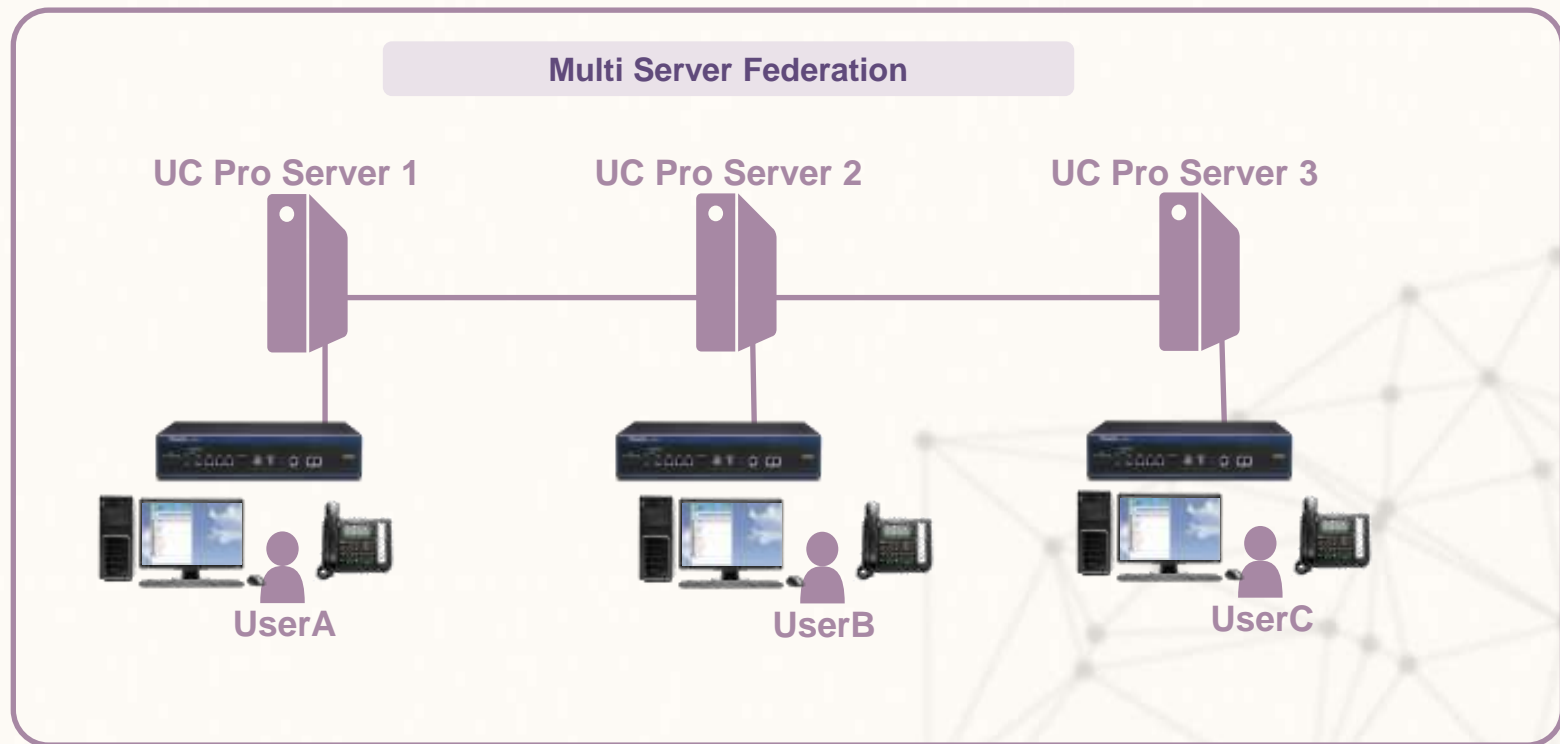 Multi Server Federation
UC Pro Server 1
UC Pro Server 2
UC Pro Server 3
UserA
UserB
UserC